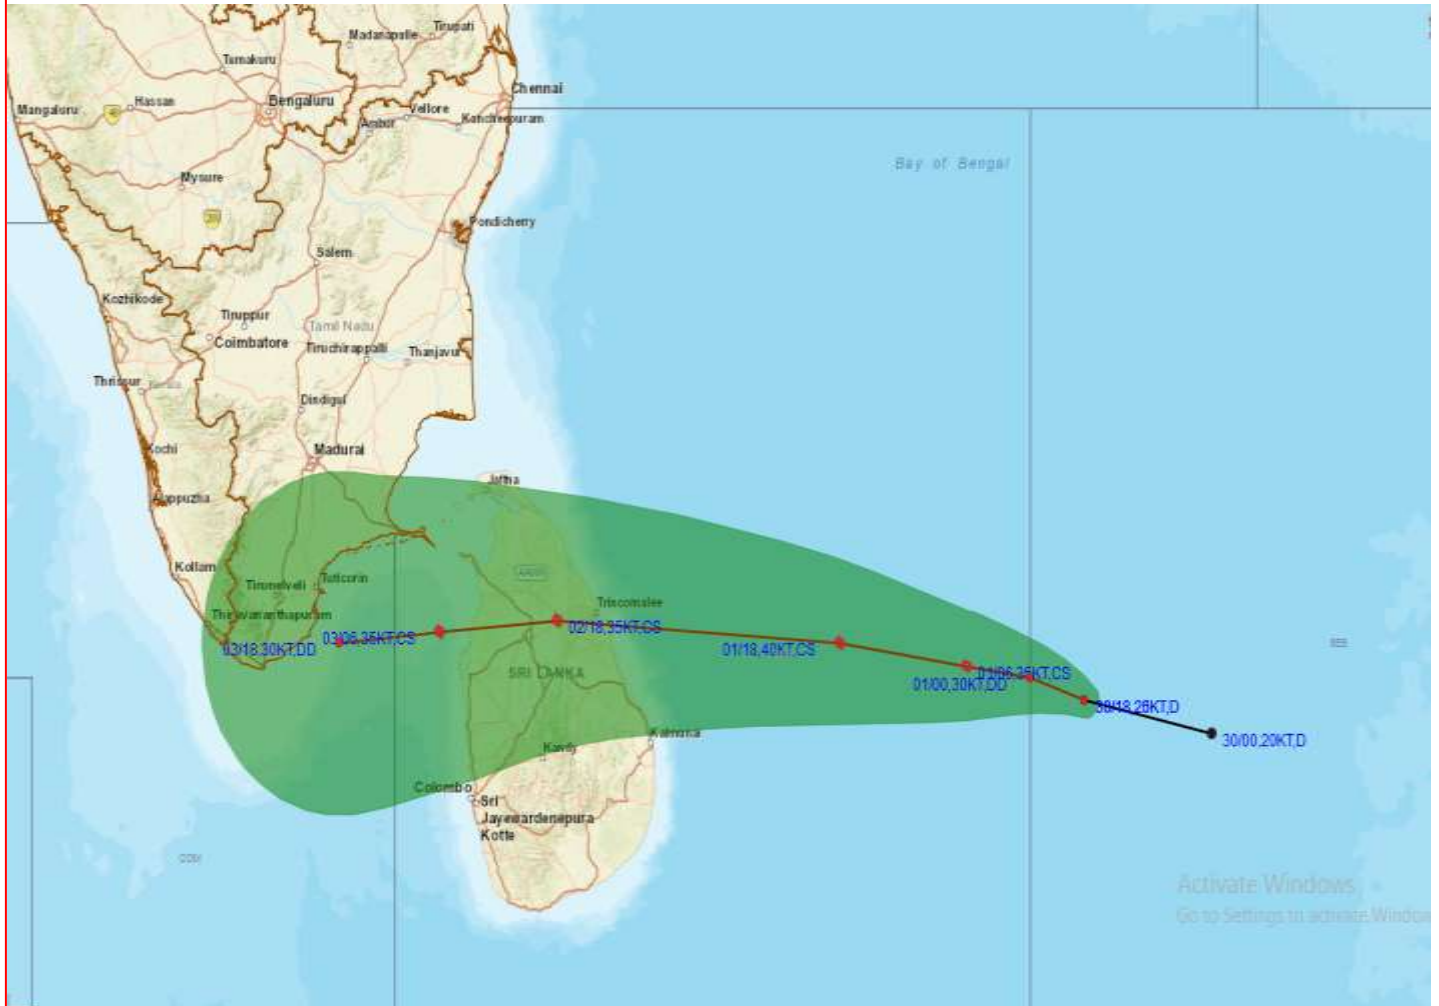 Madanapalle
Tirupati
Tumakuru
Chennai
Mangaluru
Hassan
Bengaluru
Vellore
Kancheepuram
Ambur
Bay of Bengal
Mysure
Pondicherry
Salem
Kozhikode
Tiruppur
Tamil Nadu
Coimbatore
Tiruchirappalli
Thanjavur
Thrissur
Kerala
Dindigul
Kochi
Madurai
Jaffna
Alappuzha
Kollam
Tirunelveli
Tuticorin
Trincomalee
Thiruvananthapuram
02/18,35KT,CS
03/06,35KT,CS
03/18,30KT,DD
01/18,40KT,CS
SRI LANKA
01/06,35KT,CS
01/00,30KT,DD
30/18,26KT,D
30/00,20KT,D
Kalmunai
Kandy
Colombo
Sri
Jayewardenepura
Kotte
Activate Windows
Go to Settings to activate Window